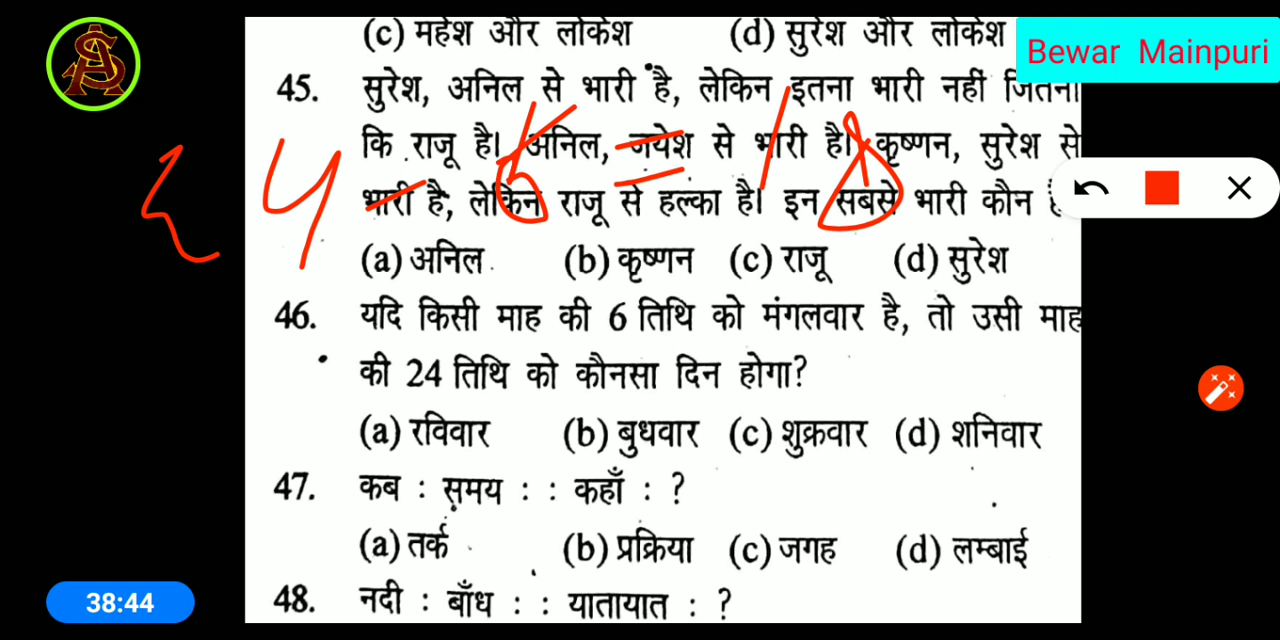 (c) महेश और लोकेश (d) सुरेश और लोकेश
Bewar Mainpuri
45. सुरेश, अनिल से भारी है, लेकिन इतना भारी नहीं जितना
कि राजू है। अनिल, जयेश से भारी है। कृष्णन, सुरेश से
भारी है, लेकिन राजू से हल्का है। इन सबसे भारी कौन
(a) अनिल (b) कृष्णन (c) राजू (d) सुरेश
46. यदि किसी माह की 6 तिथि को मंगलवार है, तो उसी माह
की 24 तिथि को कौनसा दिन होगा?
(a) रविवार (b) बुधवार (c) शुक्रवार (d) शनिवार
47. कब : समय : : कहाँ : ?
(a) तर्क (b) प्रक्रिया (c) जगह (d) लम्बाई
48. नदी : बाँध : : यातायात : ?
38:44